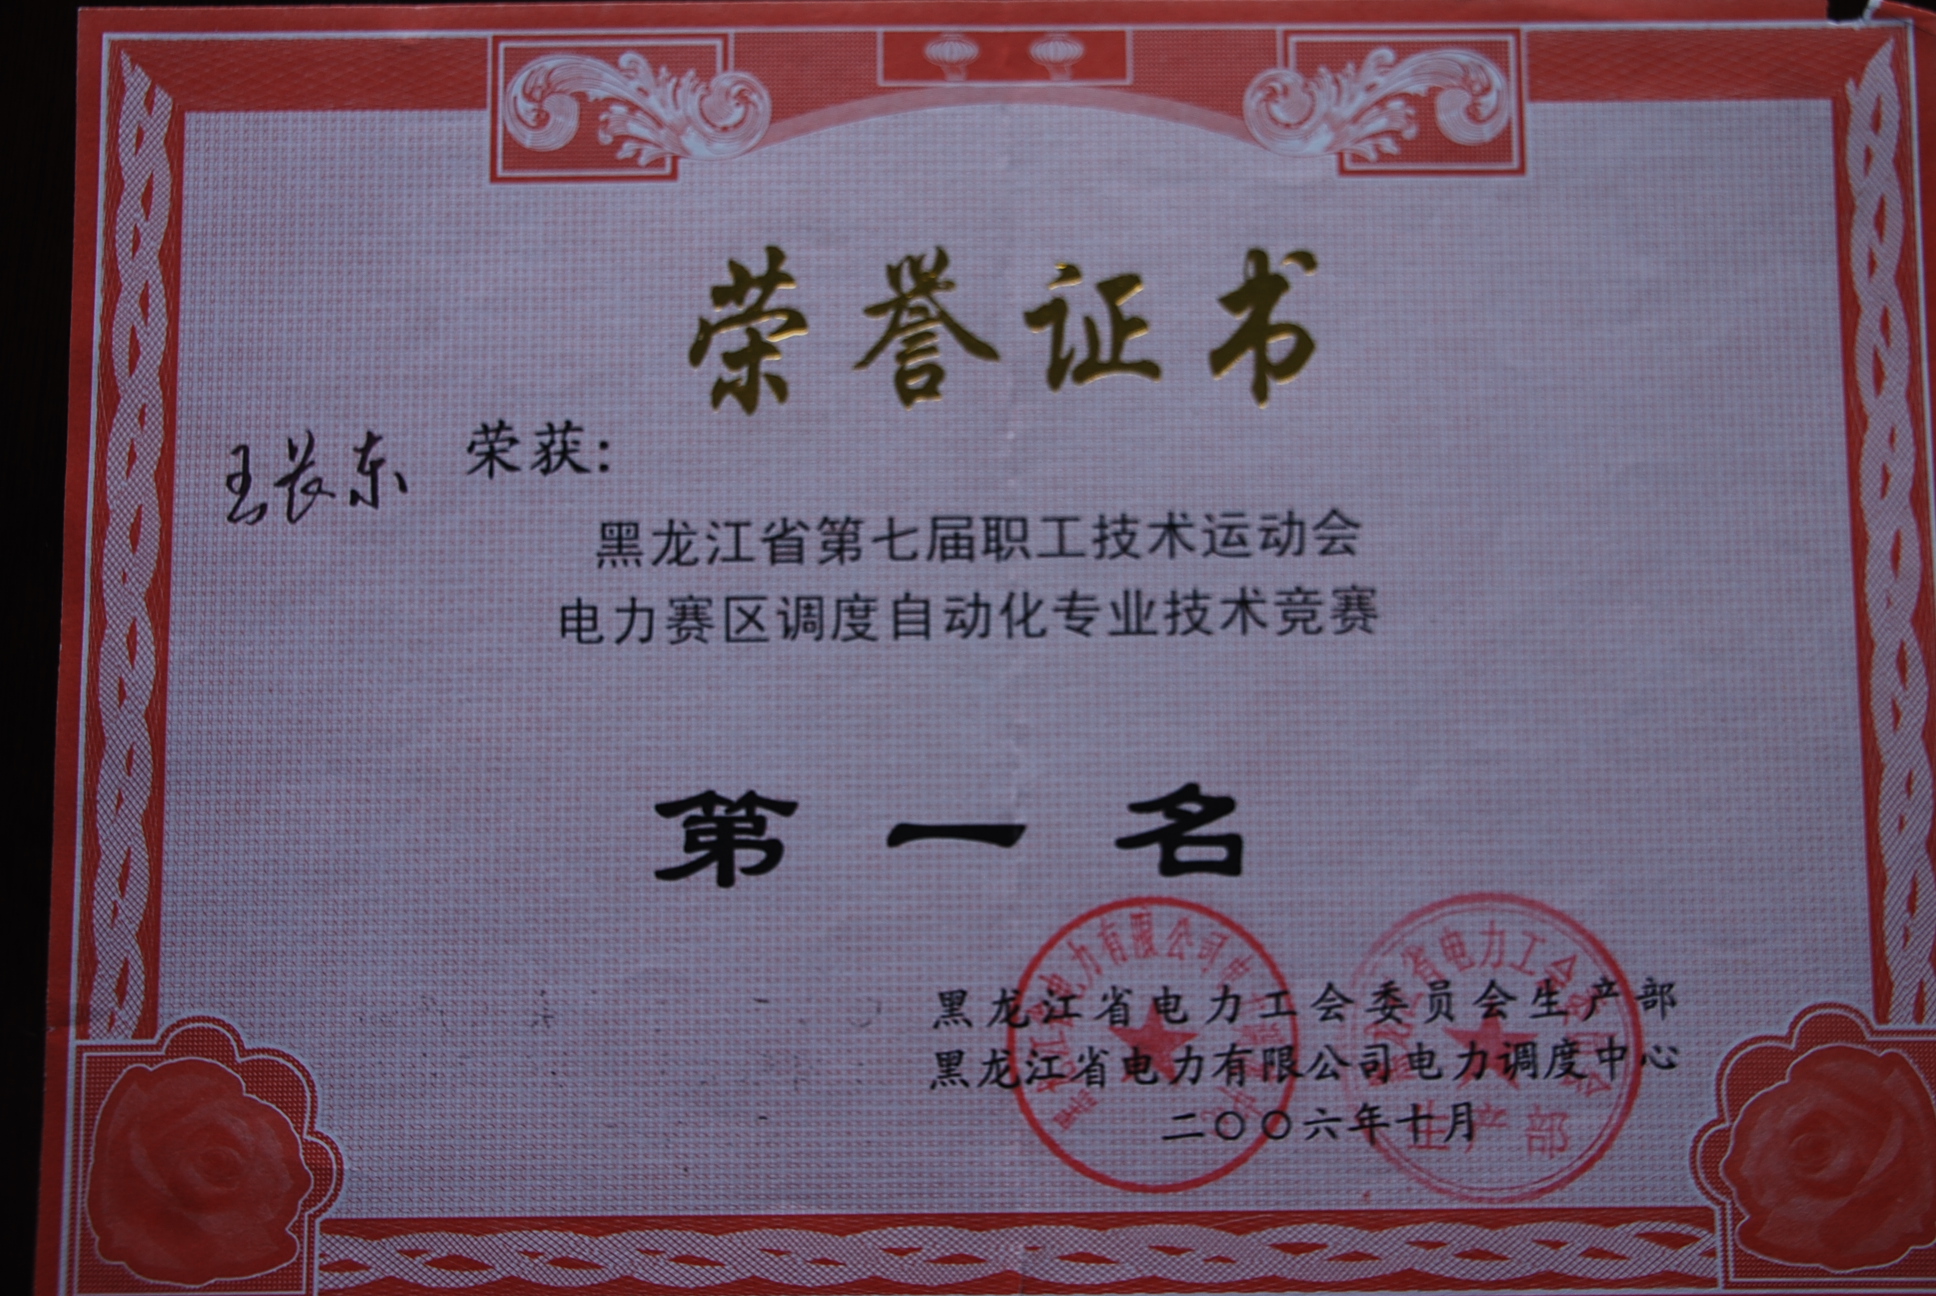 荣誉证书
王长东 荣获：
黑龙江省第七届职工技术运动会
电力赛区调度自动化专业技术竞赛
第一名
黑龙江省电力工会委员会生产部
黑龙江省电力有限公司电力调度中心
二〇〇六年十月